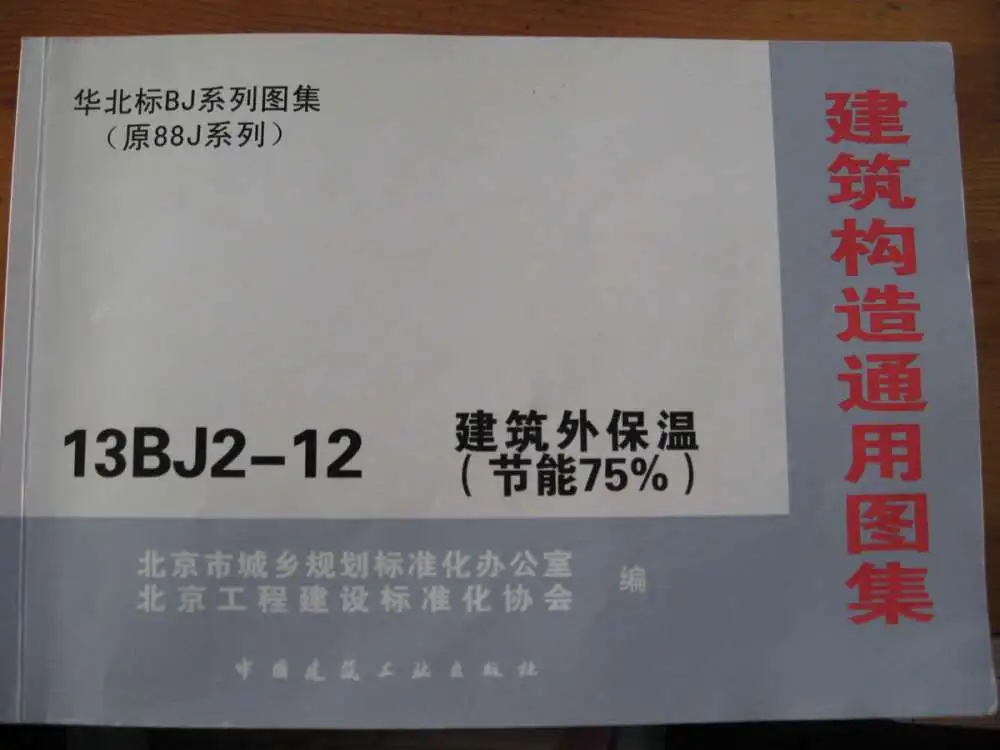 华北标BJ系列图集
（原88J系列）
建筑构造通用图集
13BJ2-12
建筑外保温
（节能75%）
北京市城乡规划标准化办公室
北京工程建设标准化协会
编
中国建筑工业出版社